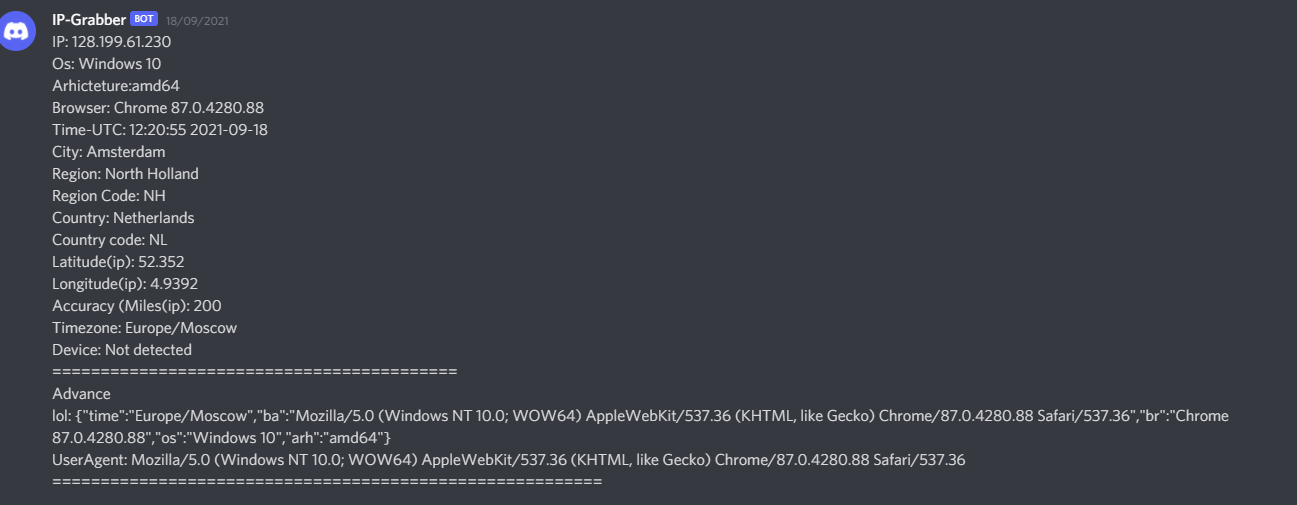 IP-Grabber BOT 18/09/2021
IP: 128.199.61.230
Os: Windows 10
Arhicteture:amd64
Browser: Chrome 87.0.4280.88
Time-UTC: 12:20:55 2021-09-18
City: Amsterdam
Region: North Holland
Region Code: NH
Country: Netherlands
Country code: NL
Latitude(ip): 52.352
Longitude(ip): 4.9392
Accuracy (Miles(ip): 200
Timezone: Europe/Moscow
Device: Not detected
==========================================
Advance
lol: {"time":"Europe/Moscow","ba":"Mozilla/5.0 (Windows NT 10.0; WOW64) AppleWebKit/537.36 (KHTML, like Gecko) Chrome/87.0.4280.88 Safari/537.36","br":"Chrome
87.0.4280.88","os":"Windows 10","arh":"amd64"}
UserAgent: Mozilla/5.0 (Windows NT 10.0; WOW64) AppleWebKit/537.36 (KHTML, like Gecko) Chrome/87.0.4280.88 Safari/537.36
=========================================================